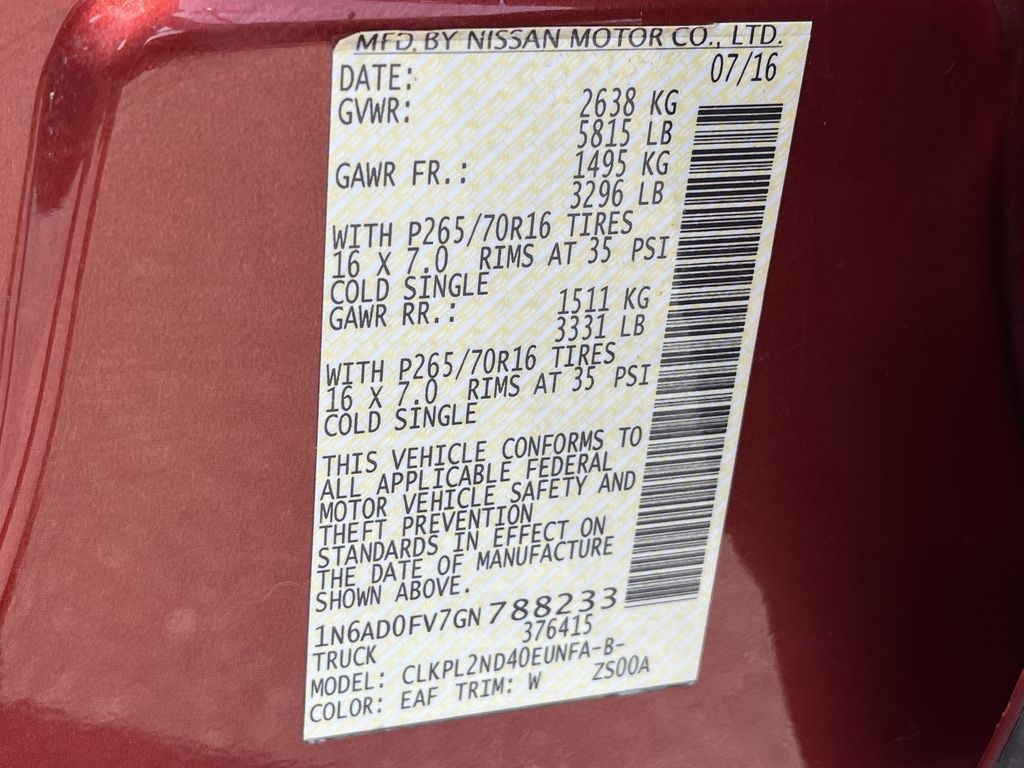 MFD. BY NISSAN MOTOR CO., LTD.
DATE: 07/16
GVWR: 2638 KG
5815 LB
GAWR FR.: 1495 KG
3296 LB
WITH P265/70R16 TIRES
16 X 7.0 RIMS AT 35 PSI
COLD SINGLE
GAWR RR.: 1511 KG
3331 LB
WITH P265/70R16 TIRES
16 X 7.0 RIMS AT 35 PSI
COLD SINGLE
THIS VEHICLE CONFORMS TO
ALL APPLICABLE FEDERAL
MOTOR VEHICLE SAFETY AND
THEFT PREVENTION
STANDARDS IN EFFECT ON
THE DATE OF MANUFACTURE
SHOWN ABOVE.
1N6AD0FV7GN788233
TRUCK 376415
MODEL: CLKPL2ND40EUNFA-B-
COLOR: EAF TRIM: W ZS00A